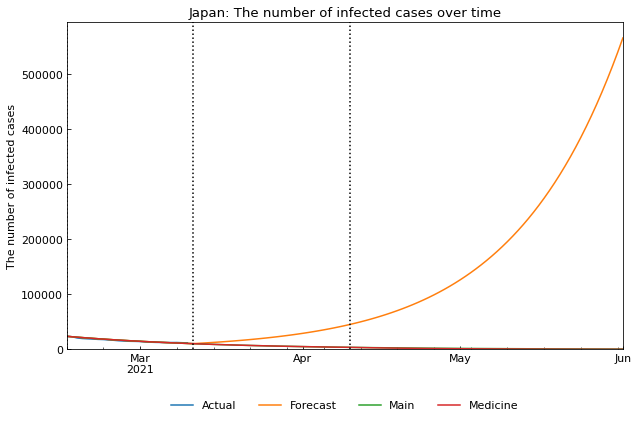 Japan: The number of infected cases over time
The number of infected cases
500000
400000
300000
200000
100000
0
Mar
2021
Apr
May
Jun
Actual
Forecast
Main
Medicine